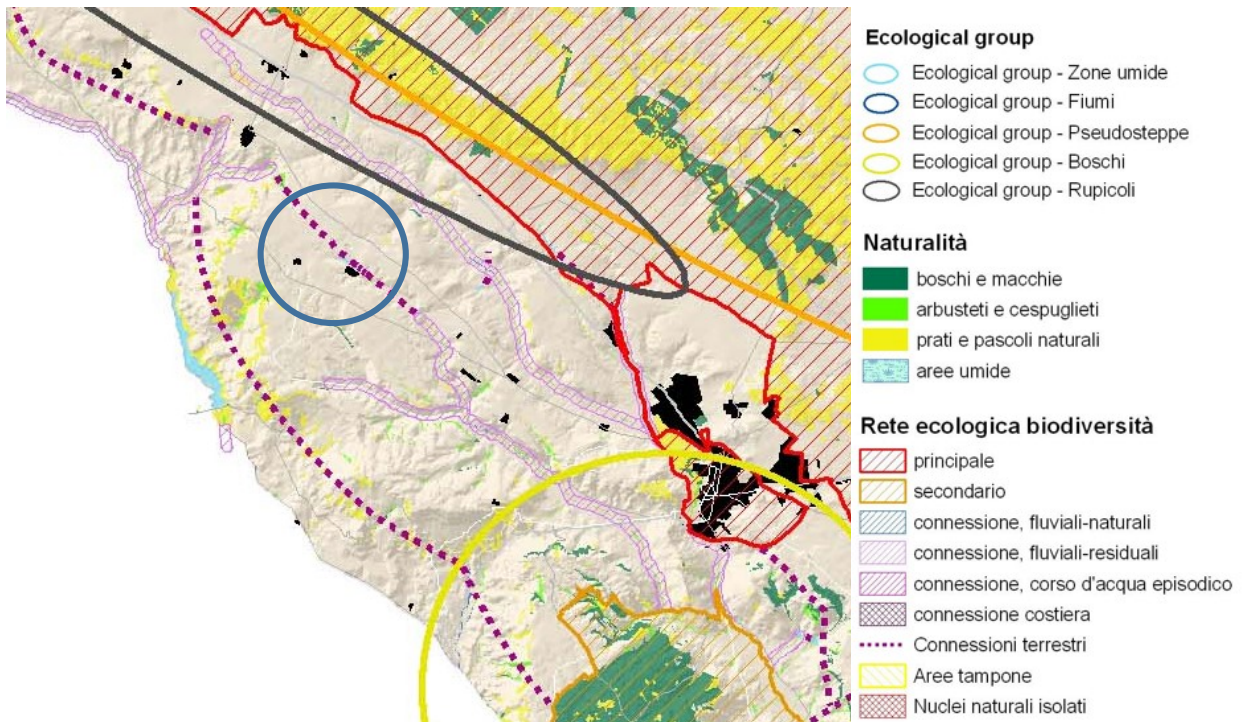 Ecological group
Ecological group - Zone umide
Ecological group - Fiumi
Ecological group - Pseudosteppe
Ecological group - Boschi
Ecological group - Rupicoli
Naturalità
boschi e macchie
arbusteti e cespuglieti
prati e pascoli naturali
aree umide
Rete ecologica biodiversità
principale
secondario
connessione, fluviali-naturali
connessione, fluviali-residuali
connessione, corso d'acqua episodico
connessione costiera
Connessioni terrestri
Aree tampone
Nuclei naturali isolati